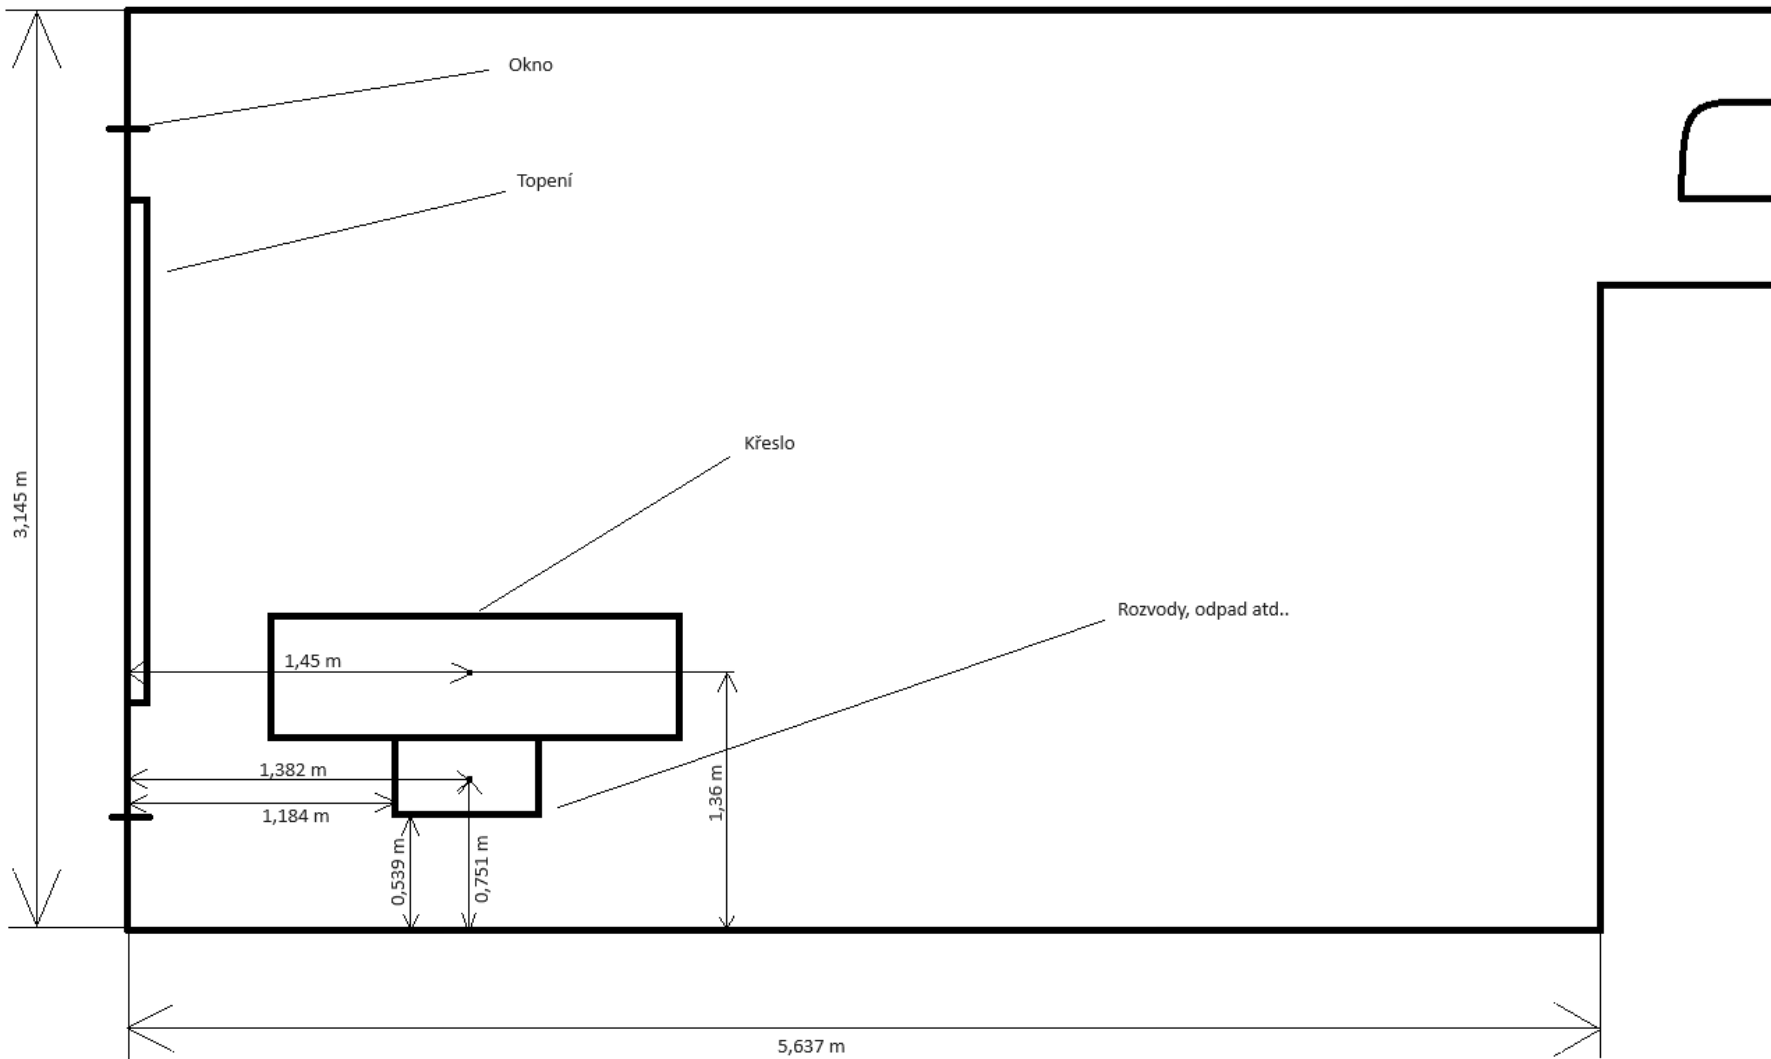 Okno
Topení
Křeslo
3,145 m
Rozvody, odpad atd..
1,45 m
1,382 m
1,184 m
1,36 m
0,539 m
0,751 m
5,637 m